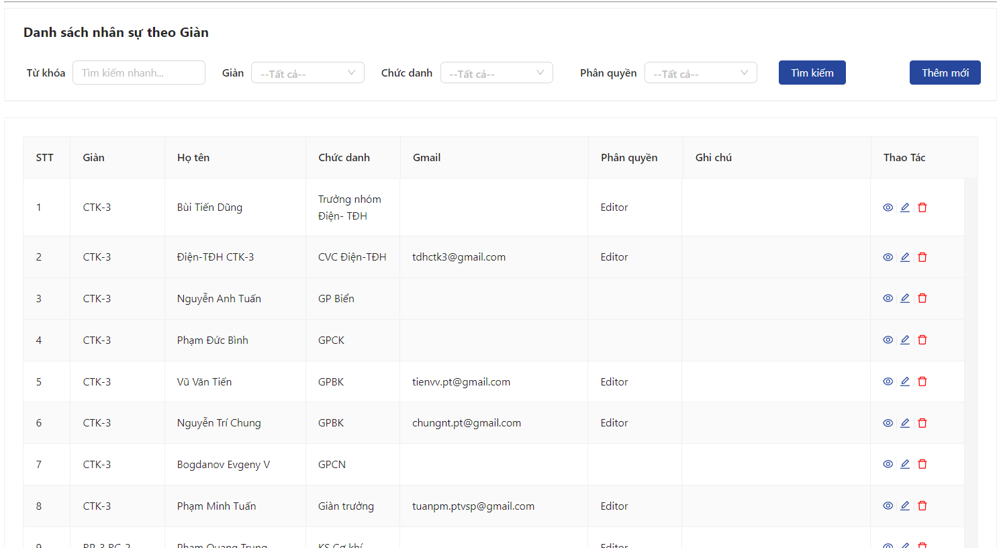 Danh sách nhân sự theo Giàn
Từ khóa Tìm kiếm nhanh... Giàn --Tất cả-- Chức danh --Tất cả-- Phân quyền --Tất cả-- Tìm kiếm Thêm mới
STT Giàn Họ tên Chức danh Gmail Phân quyền Ghi chú Thao Tác
1 CTK-3 Bùi Tiến Dũng Trưởng nhóm Điện- TĐH Editor
2 CTK-3 Điện-TĐH CTK-3 CVC Điện-TĐH tdhctk3@gmail.com Editor
3 CTK-3 Nguyễn Anh Tuấn GP Biển
4 CTK-3 Phạm Đức Bình GPCK
5 CTK-3 Vũ Văn Tiến GPBK tienvv.pt@gmail.com Editor
6 CTK-3 Nguyễn Trí Chung GPBK chungnt.pt@gmail.com Editor
7 CTK-3 Bogdanov Evgeny V GPCN
8 CTK-3 Phạm Minh Tuấn Giàn trưởng tuanpm.ptvsp@gmail.com Editor
9 Phạm Quang Trung KS Cơ khí Editor